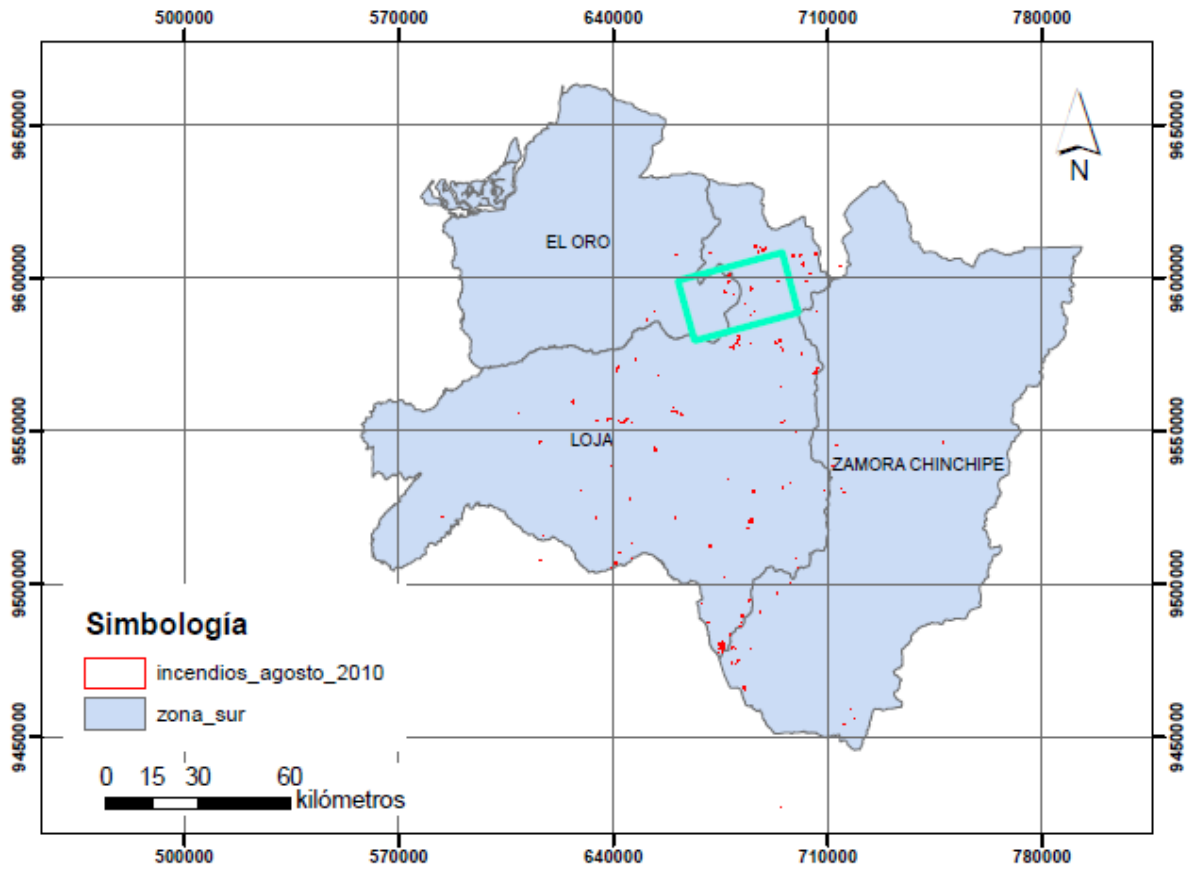 500000 570000 640000 710000 780000
9650000 9650000
N
EL ORO
9600000 9600000
9550000 9550000
LOJA
ZAMORA CHINCHIPE
9500000 9500000
Simbología
incendios_agosto_2010
zona_sur
9450000 9450000
0 15 30 60
kilómetros
500000 570000 640000 710000 780000